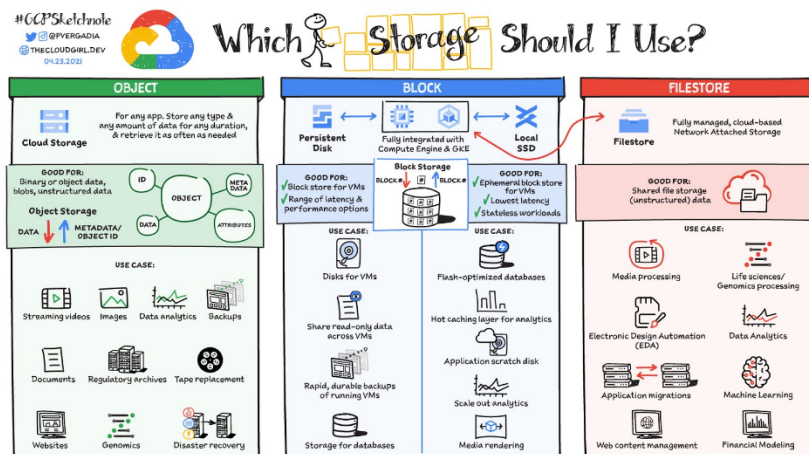 #GCPSketchnote
@PVERGADIA
THECLOUDGIRL.DEV
04.23.2021
Which Storage Should I Use?
OBJECT
Cloud Storage
For any app. Store any type &
any amount of data for any duration,
& retrieve it as often as needed
GOOD FOR:
Binary or object data,
blobs, unstructured data
Object Storage
DATA
METADATA/
OBJECT ID
ID
META
DATA
OBJECT
DATA
ATTRIBUTES
USE CASE:
Streaming videos
Images
Data analytics
Backups
Documents
Regulatory archives
Tape replacement
Websites
Genomics
Disaster recovery
BLOCK
Persistent
Disk
Fully integrated with
Compute Engine & GKE
Local
SSD
GOOD FOR:
Block store for VMs
Range of latency &
performance options
Block Storage
BLOCK#
#
BLOCK#
GOOD FOR:
Ephemeral block store
for VMs
Lowest latency
Stateless workloads
USE CASE:
Disks for VMs
Share read-only data
across VMs
Rapid, durable backups
of running VMs
Storage for databases
USE CASE:
Flash-optimized databases
Hot caching layer for analytics
Application scratch disk
Scale out analytics
Media rendering
FILESTORE
Filestore
Fully managed, cloud-based
Network Attached Storage
GOOD FOR:
Shared file storage
(unstructured) data
USE CASE:
Media processing
Life sciences/
Genomics processing
Electronic Design Automation
(EDA)
Data Analytics
Application migrations
Machine Learning
Web content management
Financial Modeling